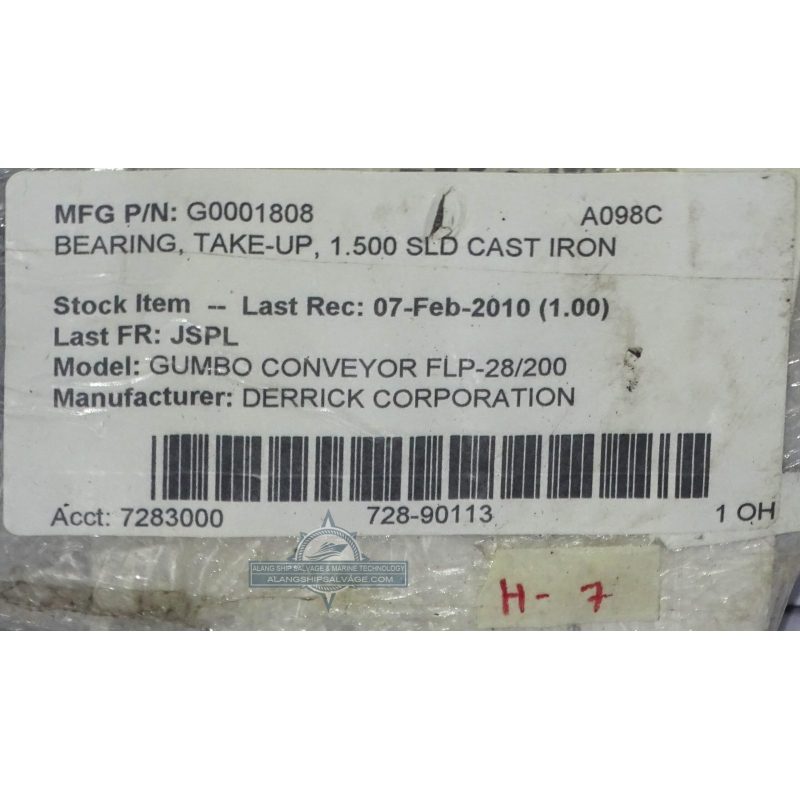 MFG P/N: G0001808 A098C
BEARING, TAKE-UP, 1.500 SLD CAST IRON
Stock Item -- Last Rec: 07-Feb-2010 (1.00)
Last FR: JSPL
Model: GUMBO CONVEYOR FLP-28/200
Manufacturer: DERRICK CORPORATION
Acct: 7283000 728-90113 1 OH
ALANG SHIP SALVAGE & MARINE TECHNOLOGY
ALANGSHIPSALVAGE.COM
H- 7